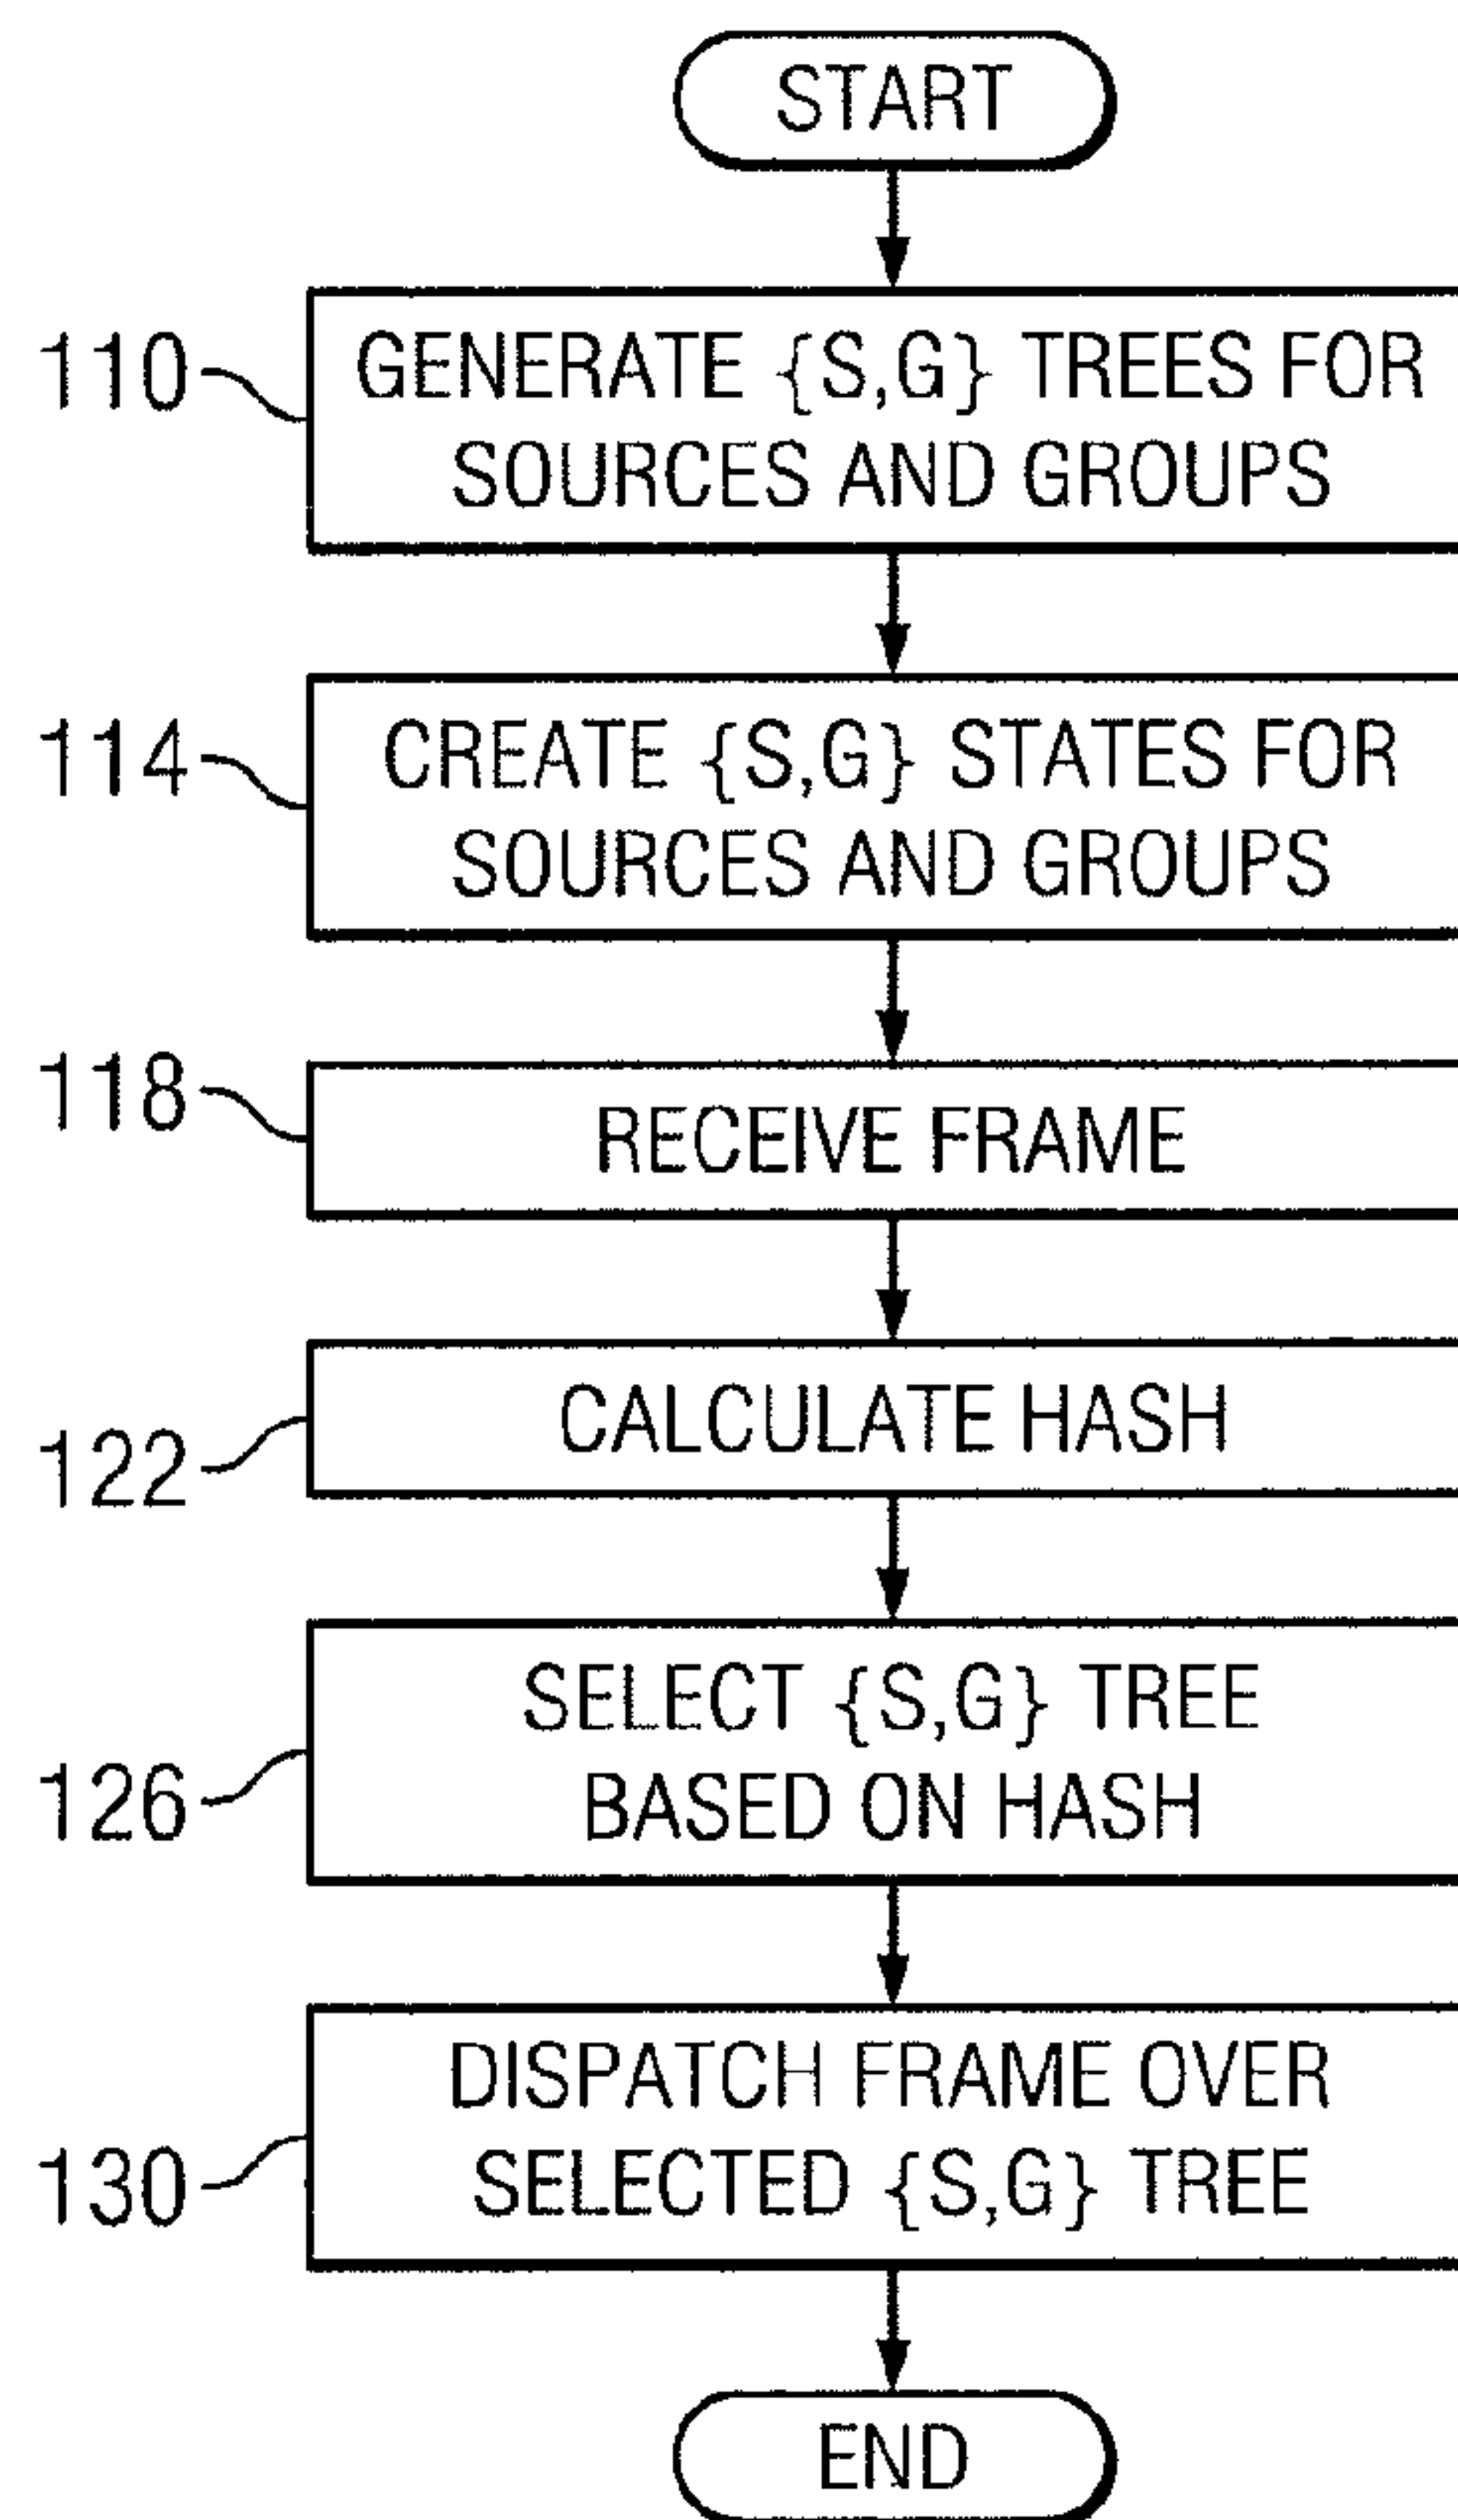 START
110
GENERATE {S,G} TREES FOR
SOURCES AND GROUPS
114
CREATE {S,G} STATES FOR
SOURCES AND GROUPS
118
RECEIVE FRAME
122
CALCULATE HASH
126
SELECT {S,G} TREE
BASED ON HASH
130
DISPATCH FRAME OVER
SELECTED {S,G} TREE
END